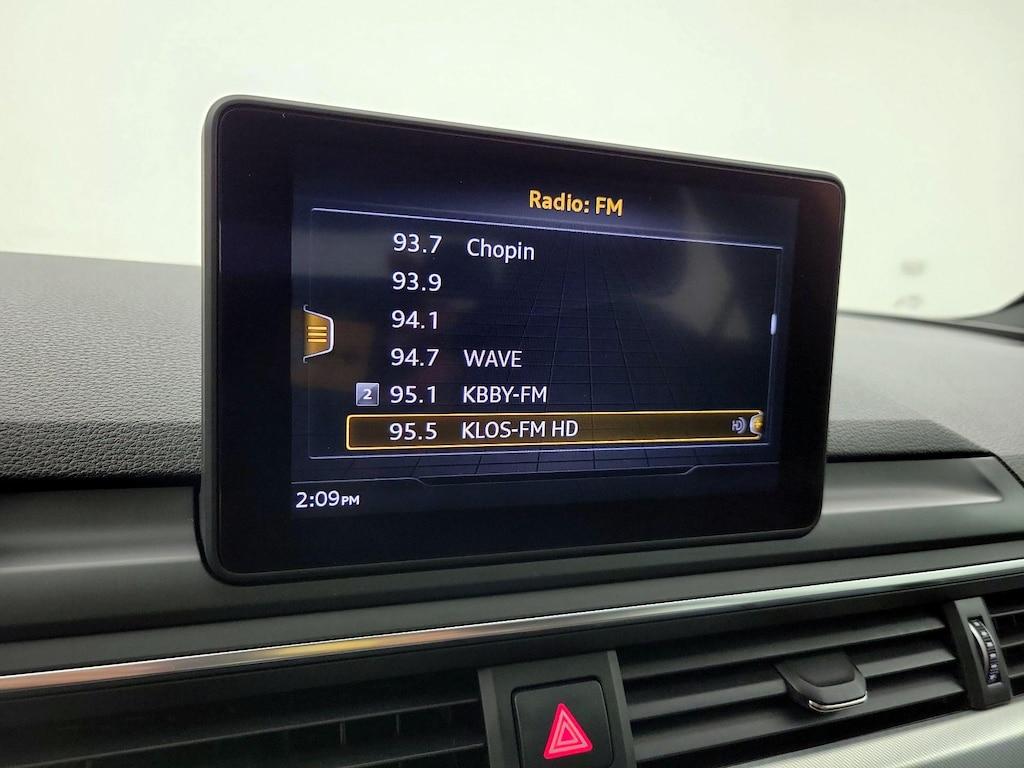 Radio: FM
93.7 Chopin
93.9
94.1
94.7 WAVE
2 95.1 KBBY-FM
95.5 KLOS-FM HD HD
2:09PM